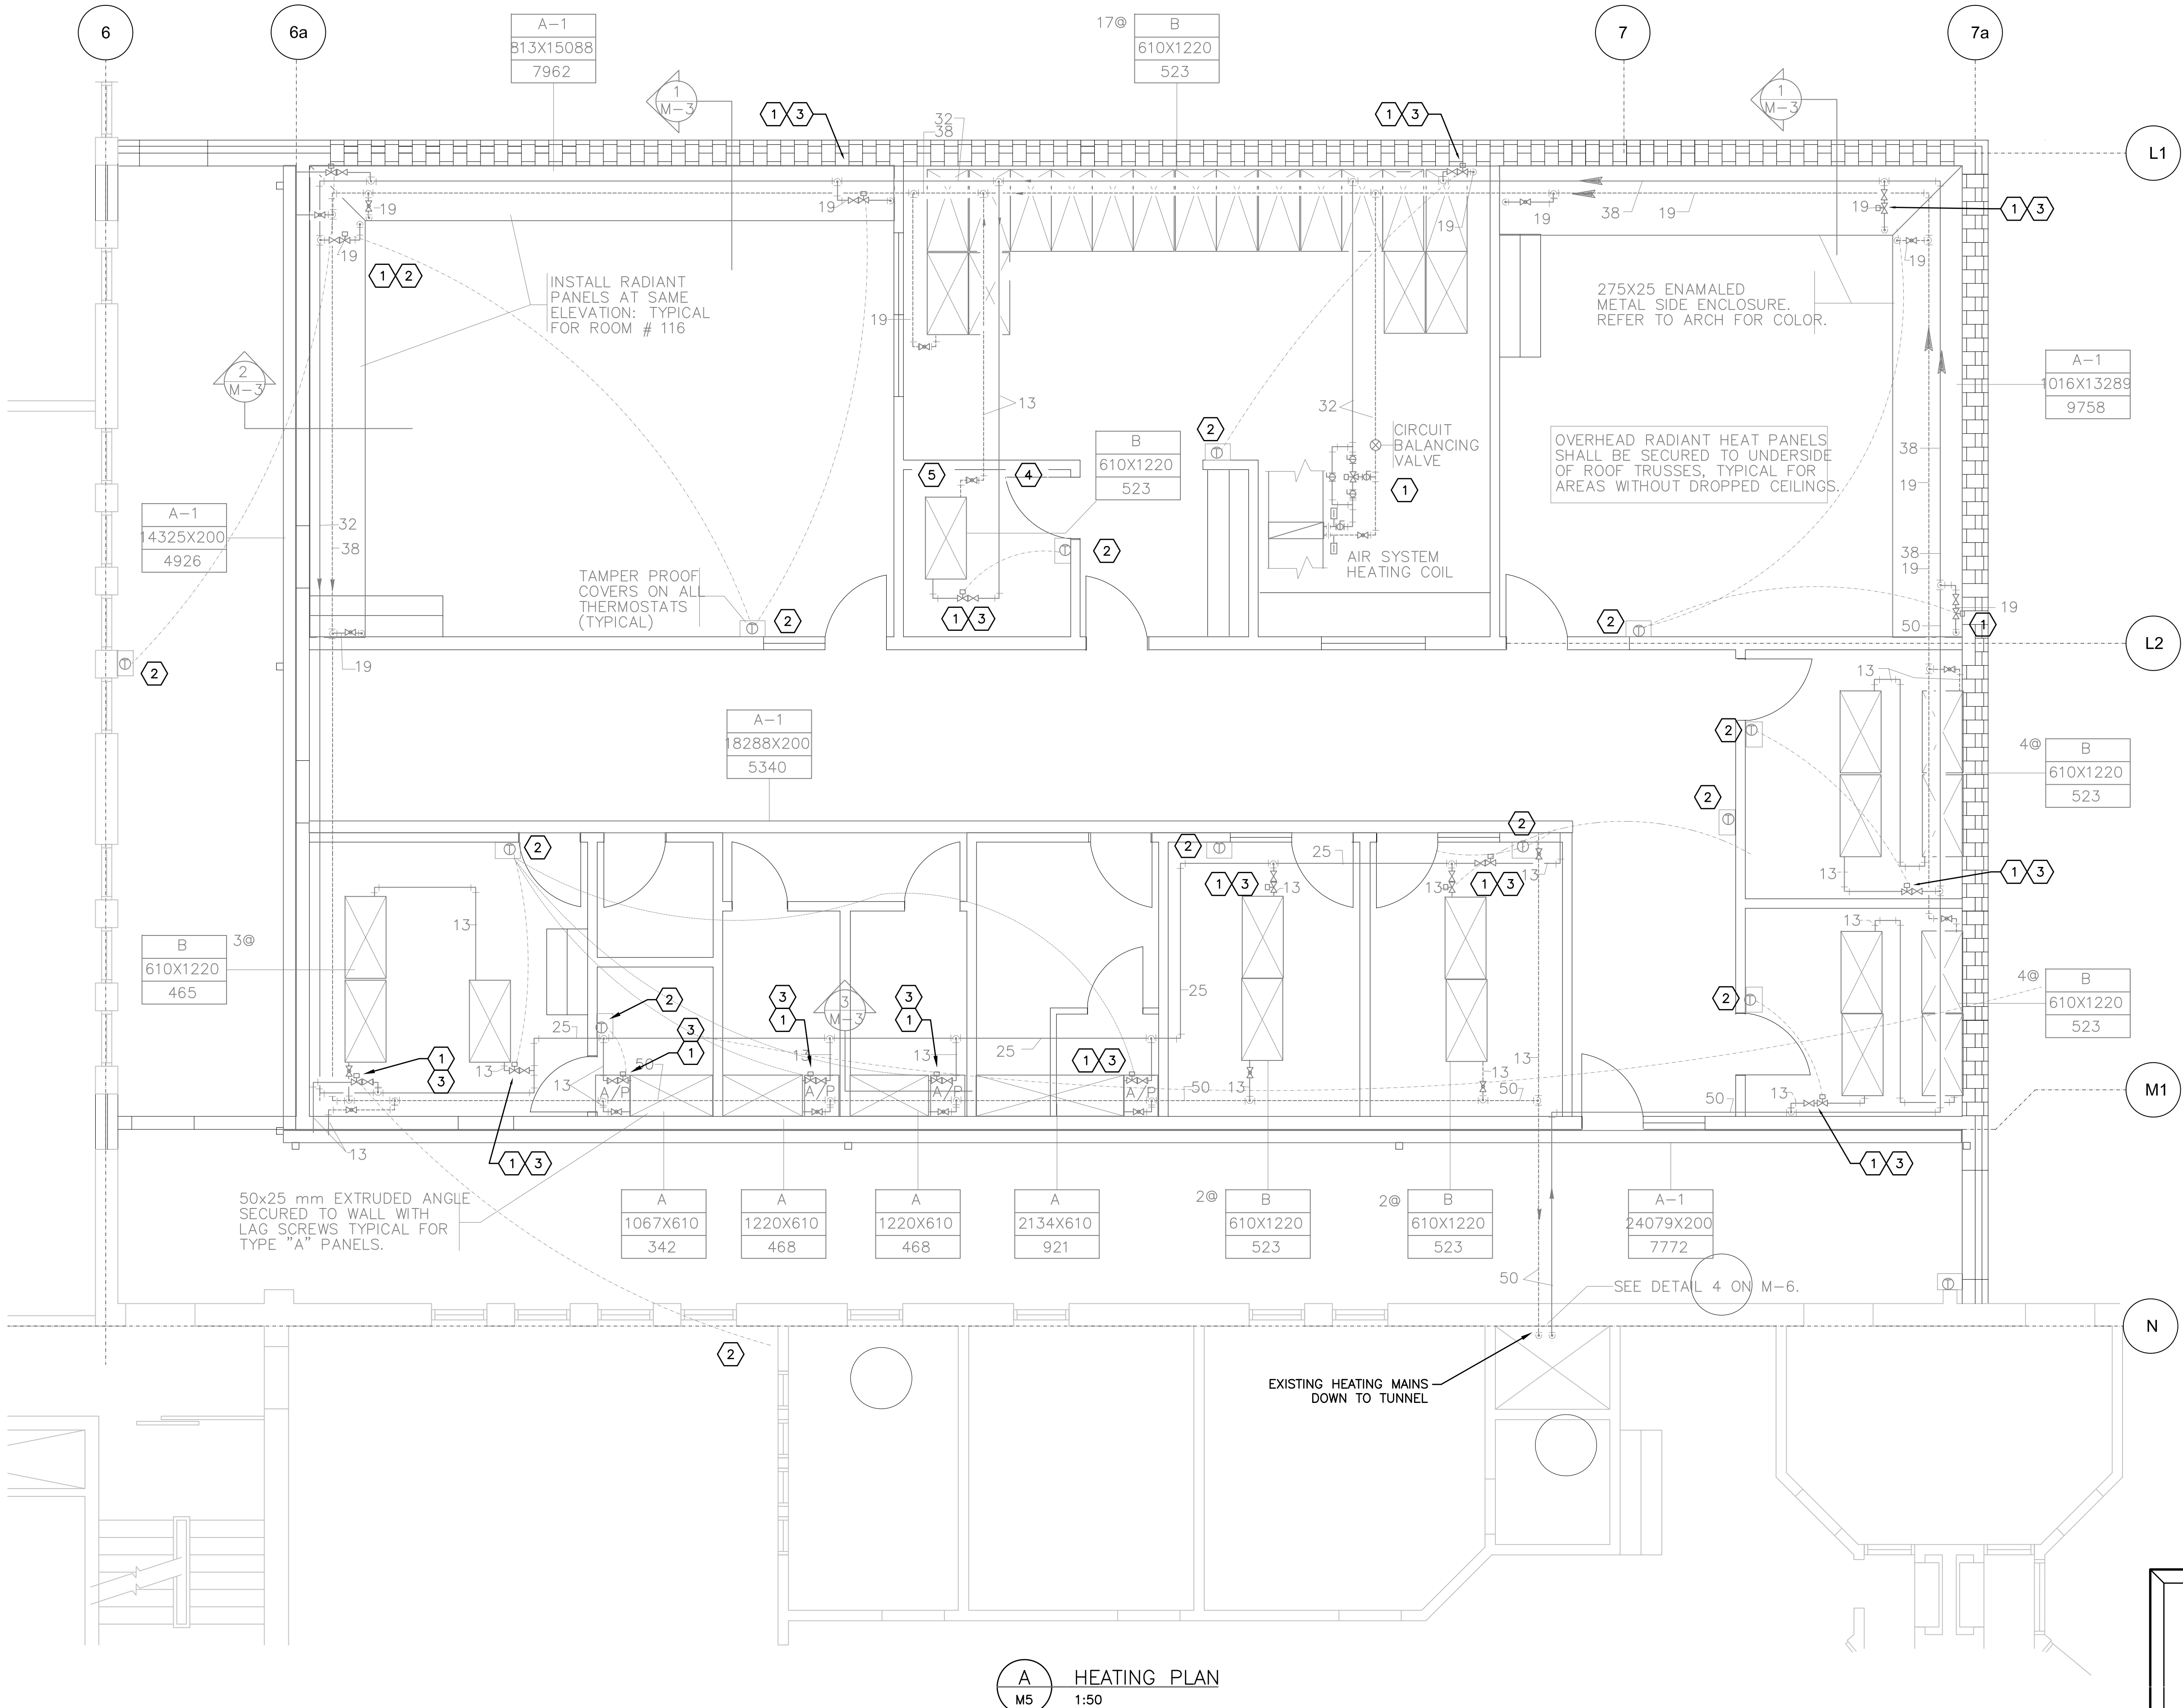 6
6a
7
7a
A-1
813X15088
7962
17@
B
610X1220
523
1
M-3
1
M-3
1 3
1 3
32
38
L1
19
19
19
38
19
19
19
1 3
19
1 2
19
INSTALL RADIANT
PANELS AT SAME
ELEVATION: TYPICAL
FOR ROOM # 116
275X25 ENAMALED
METAL SIDE ENCLOSURE.
REFER TO ARCH FOR COLOR.
19
2
M-3
A-1
1016X13289
9758
13
32
2
CIRCUIT
BALANCING
VALVE
B
610X1220
523
OVERHEAD RADIANT HEAT PANELS
SHALL BE SECURED TO UNDERSIDE
OF ROOF TRUSSES, TYPICAL FOR
AREAS WITHOUT DROPPED CEILINGS.
38
19
5
4
1
A-1
14325X200
4926
32
38
2
38
19
AIR SYSTEM
HEATING COIL
TAMPER PROOF
COVERS ON ALL
THERMOSTATS
(TYPICAL)
2
1 3
2
19
50
1
L2
19
2
13
A-1
18288X200
5340
2
4@
B
610X1220
523
2
2
2
2
25
13
1 3
13
13
1 3
13
1 3
13
13
B
610X1220
465
3@
25
4@
B
610X1220
523
2
2
3
1
3
M-3
3
1
25
3
1
13
13
25
1 3
13
50
1
3
13
13
A/P
A/P
A/P
A/P
50
13
13
50
50
13
M1
13
1 3
1 3
50x25 mm EXTRUDED ANGLE
SECURED TO WALL WITH
LAG SCREWS TYPICAL FOR
TYPE "A" PANELS.
A
1067X610
342
A
1220X610
468
A
1220X610
468
A
2134X610
921
2@
B
610X1220
523
2@
B
610X1220
523
A-1
24079X200
7772
50
SEE DETAIL 4 ON M-6.
N
2
EXISTING HEATING MAINS
DOWN TO TUNNEL
A
M5
HEATING PLAN
1:50